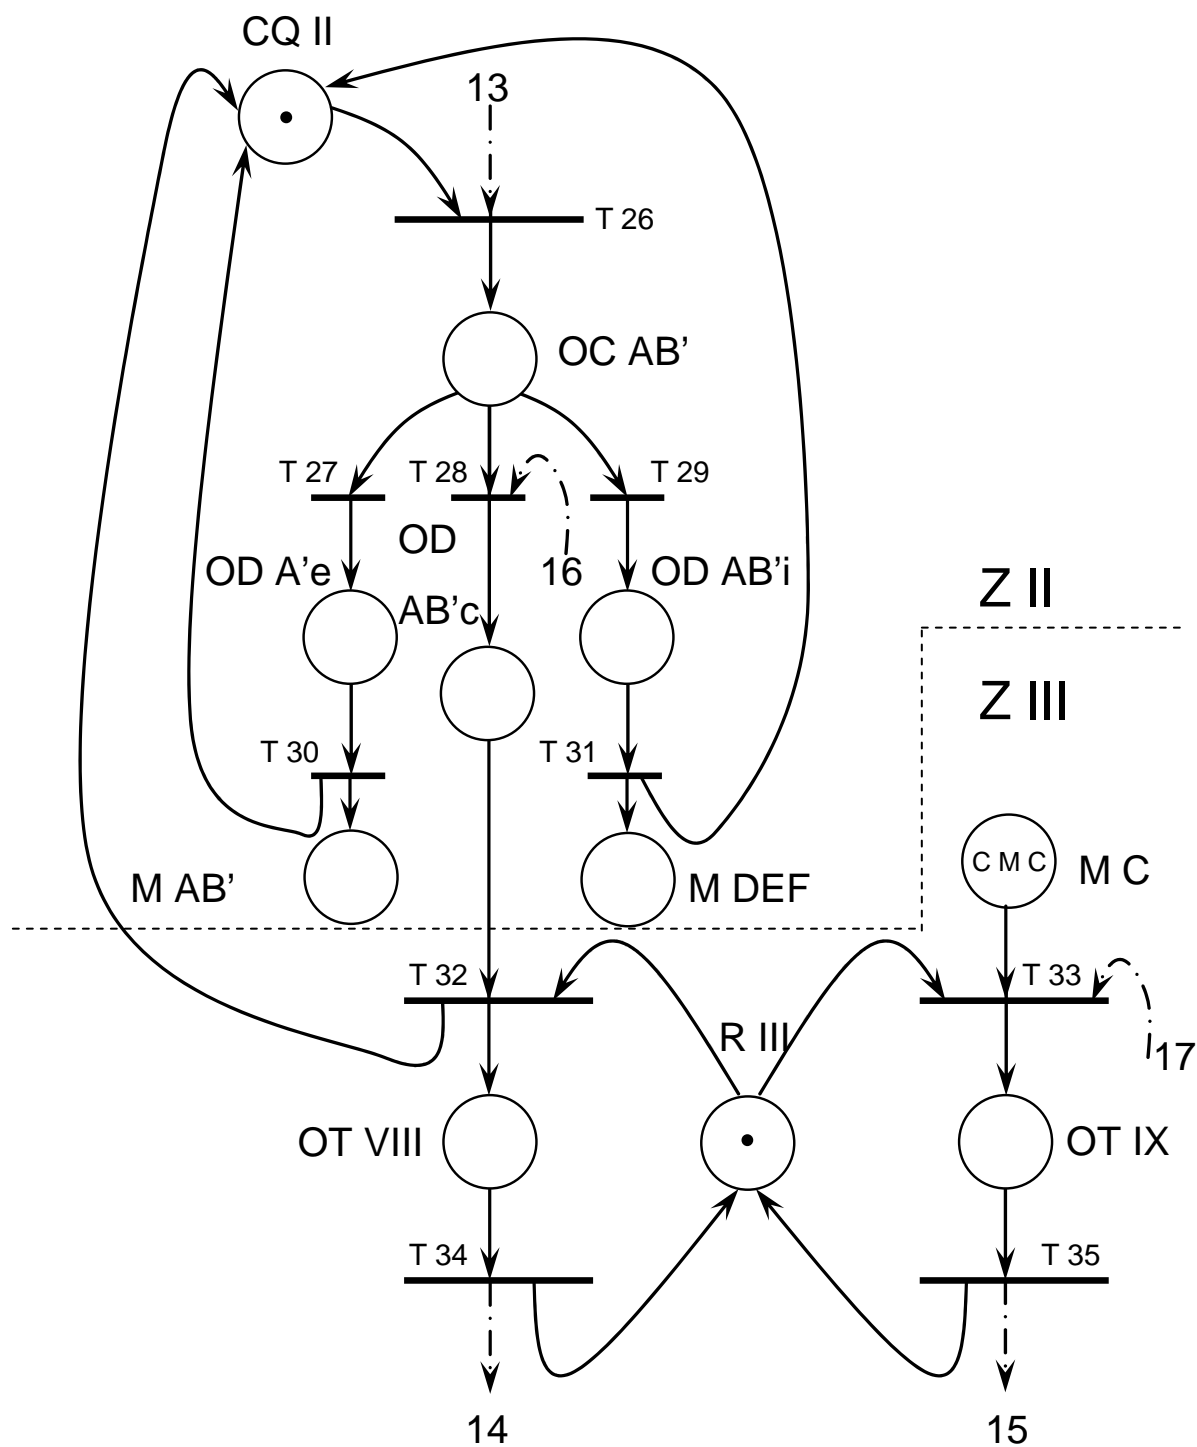 CQ II
13
T 26
OC AB’
T 27
T 28
T 29
OD
OD A’e
16
OD AB’i
Z II
AB’c
Z III
T 30
T 31
C M C
M C
M AB’
M DEF
T 32
T 33
R III
17
OT VIII
OT IX
T 34
T 35
14
15